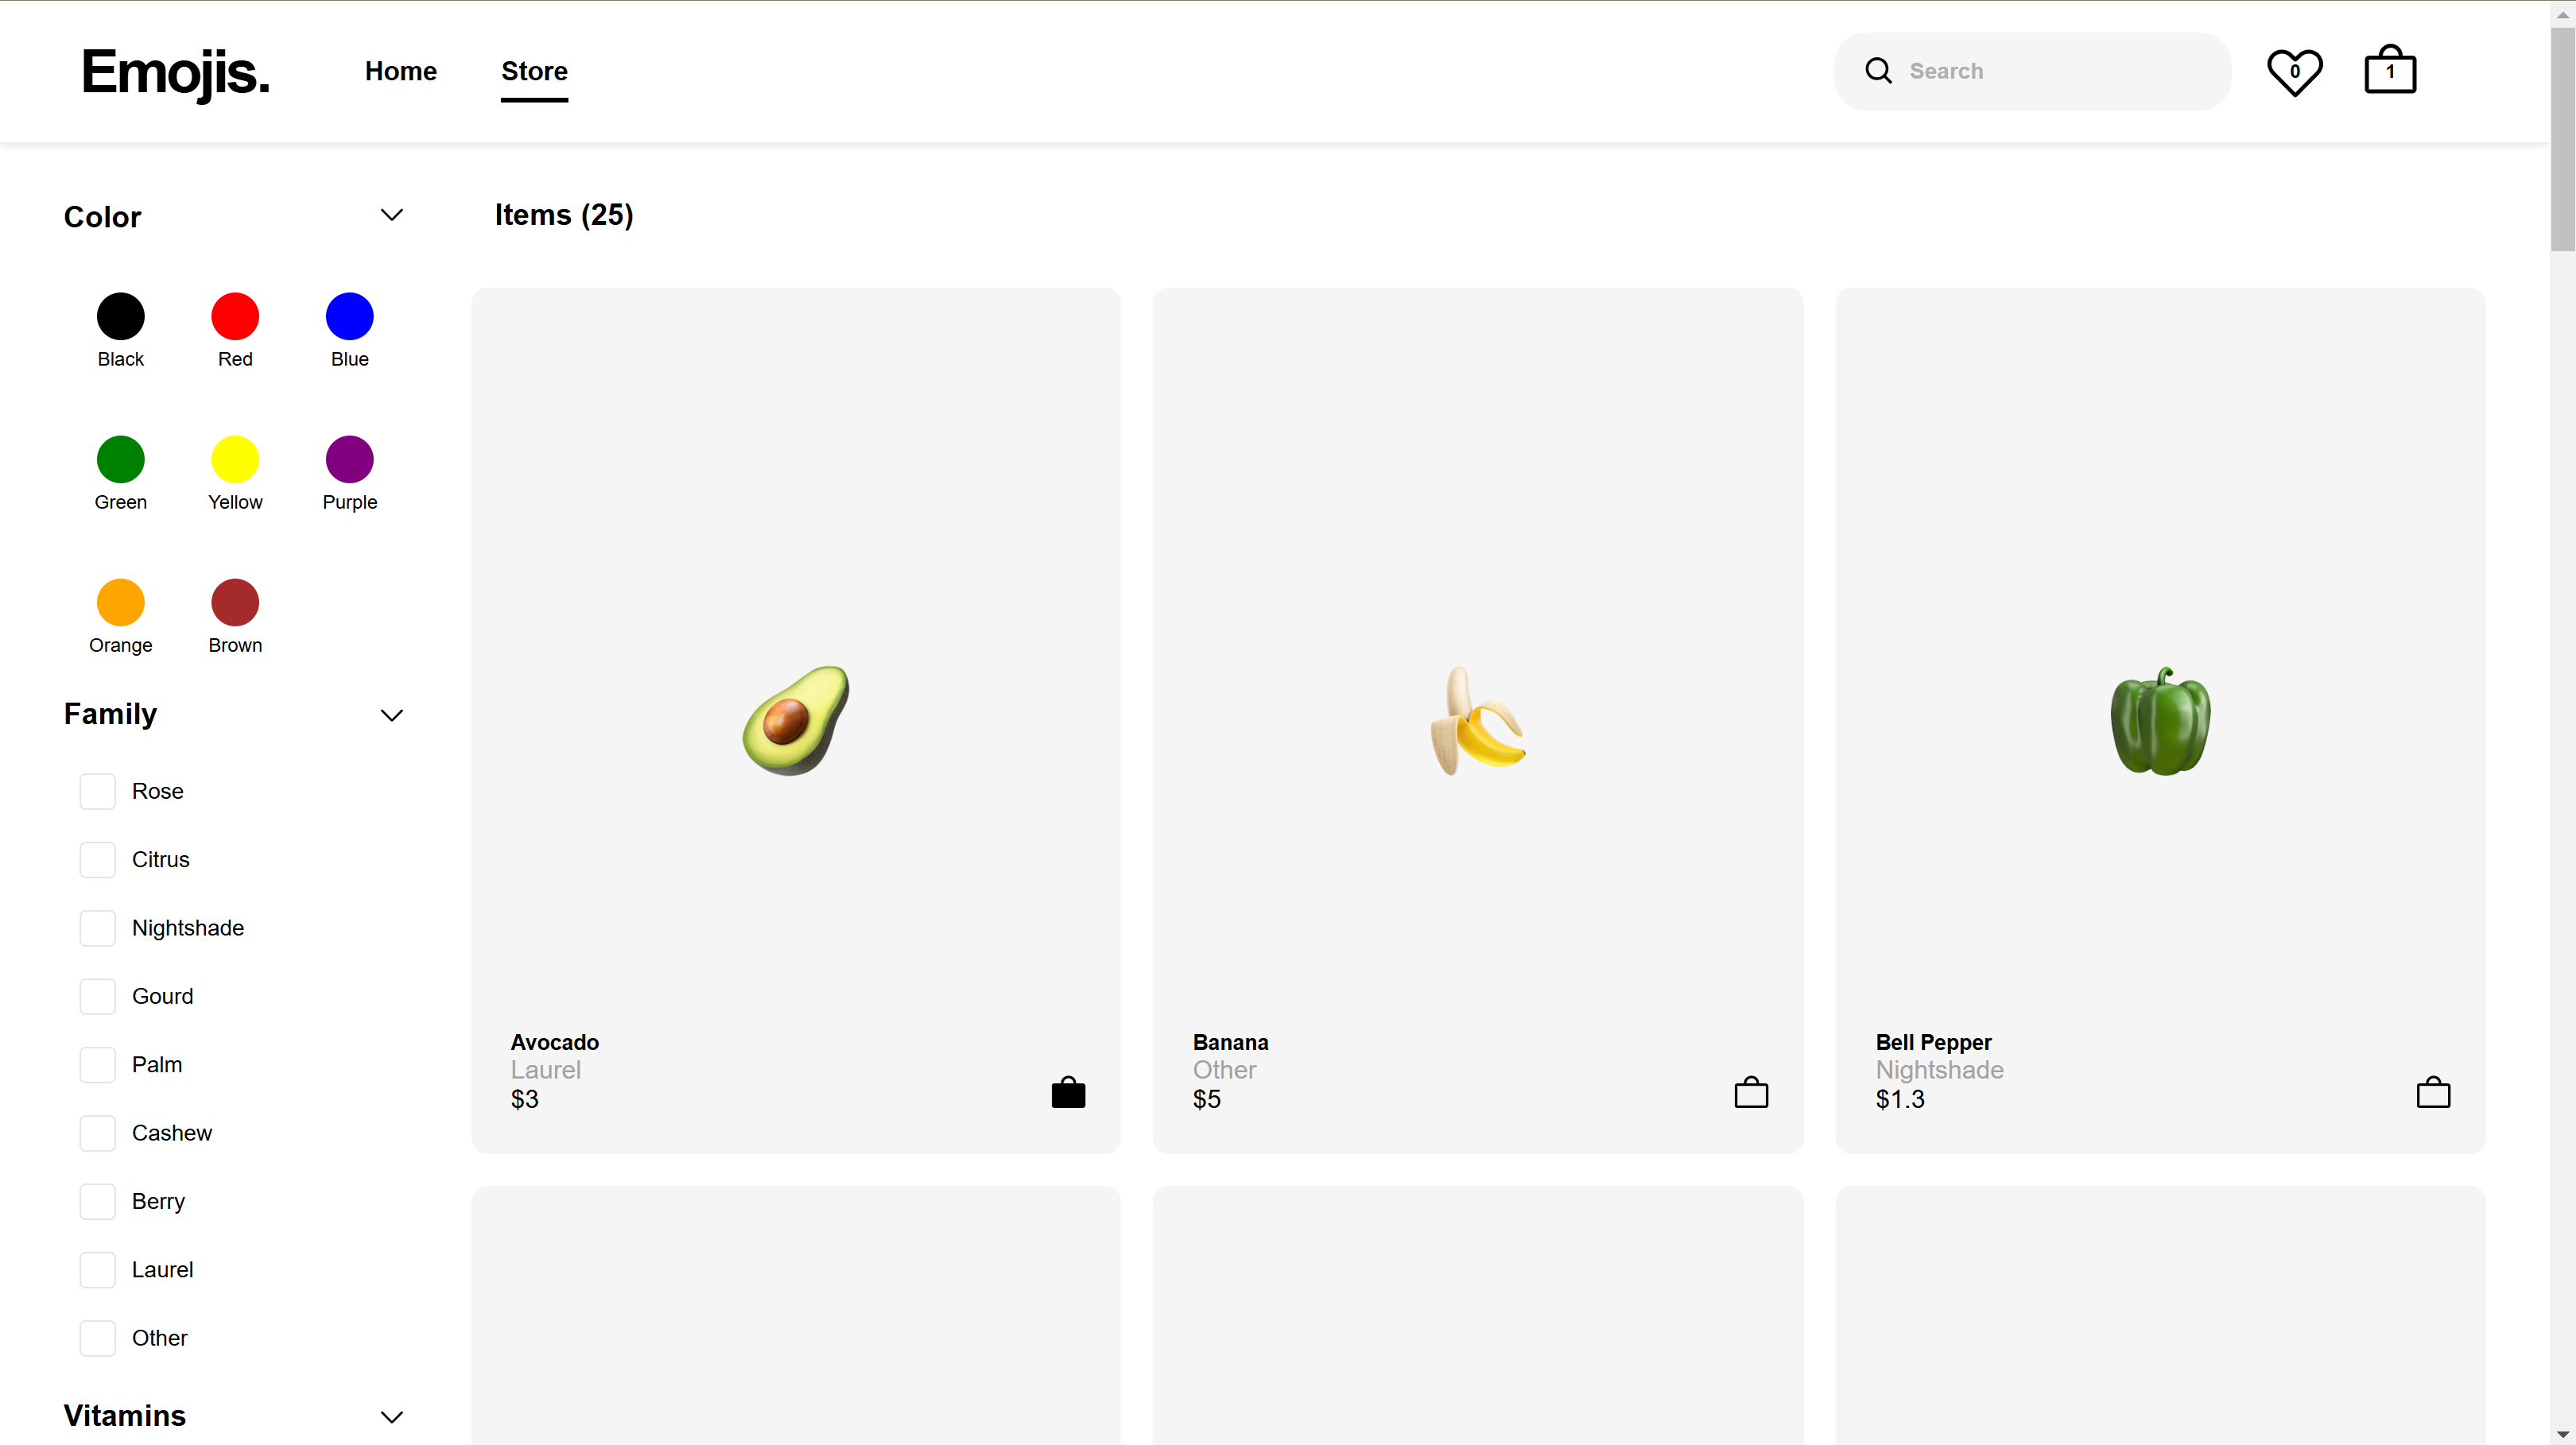 Emojis.
Home
Store
Search
0
1
Color
Black
Red
Blue
Green
Yellow
Purple
Orange
Brown
Family
Rose
Citrus
Nightshade
Gourd
Palm
Cashew
Berry
Laurel
Other
Vitamins
Items (25)
Avocado
Laurel
$3
Banana
Other
$5
Bell Pepper
Nightshade
$1.3